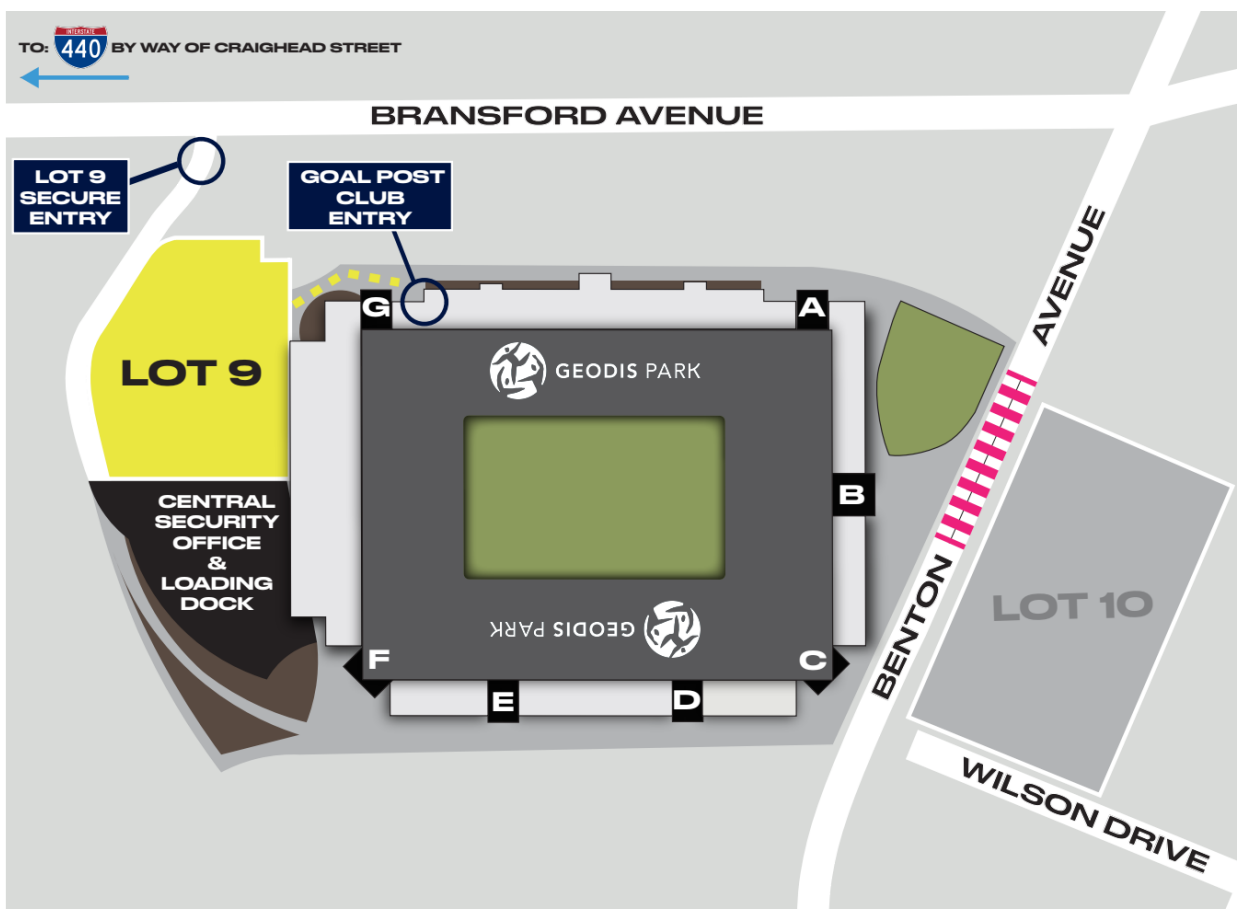 TO: INTERSTATE 440 BY WAY OF CRAIGHEAD STREET
BRANSFORD AVENUE
LOT 9
SECURE
ENTRY
GOAL POST
CLUB
ENTRY
G
A
GEODIS PARK
LOT 9
B
AVENUE
BENTON
CENTRAL
SECURITY
OFFICE
&
LOADING
DOCK
LOT 10
GEODIS PARK
F
C
E
D
WILSON DRIVE